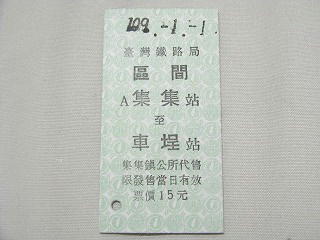 109.-1.-1
臺灣鐵路局
區間
A集集站
至
車埕站
集集鎮公所代售
限發售當日有效
票價15元